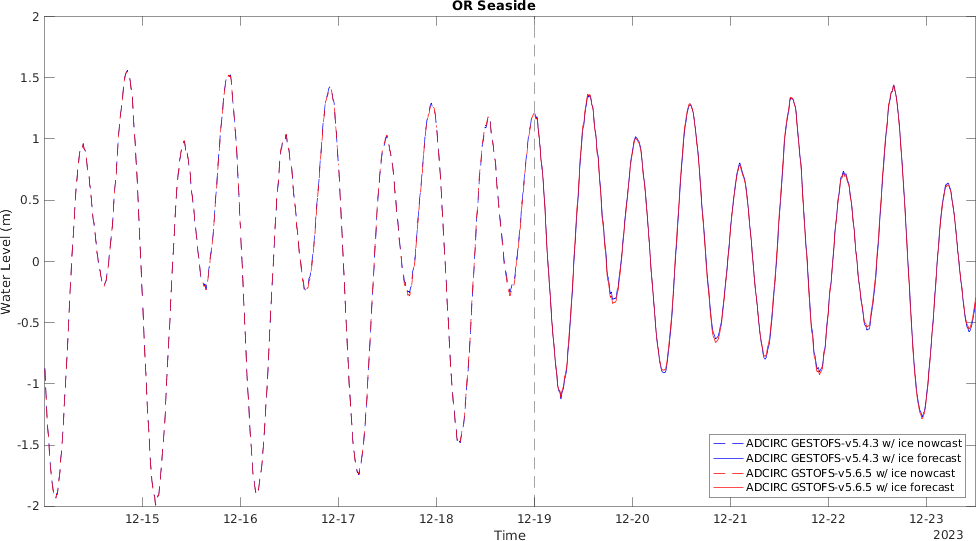 OR Seaside
2
1.5
1
0.5
0
-0.5
-1
-1.5
-2
Water Level (m)
12-15 12-16 12-17 12-18 12-19 12-20 12-21 12-22 12-23
Time
2023
ADCIRC GESTOFS-v5.4.3 w/ ice nowcast
ADCIRC GESTOFS-v5.4.3 w/ ice forecast
ADCIRC GSTOFS-v5.6.5 w/ ice nowcast
ADCIRC GSTOFS-v5.6.5 w/ ice forecast